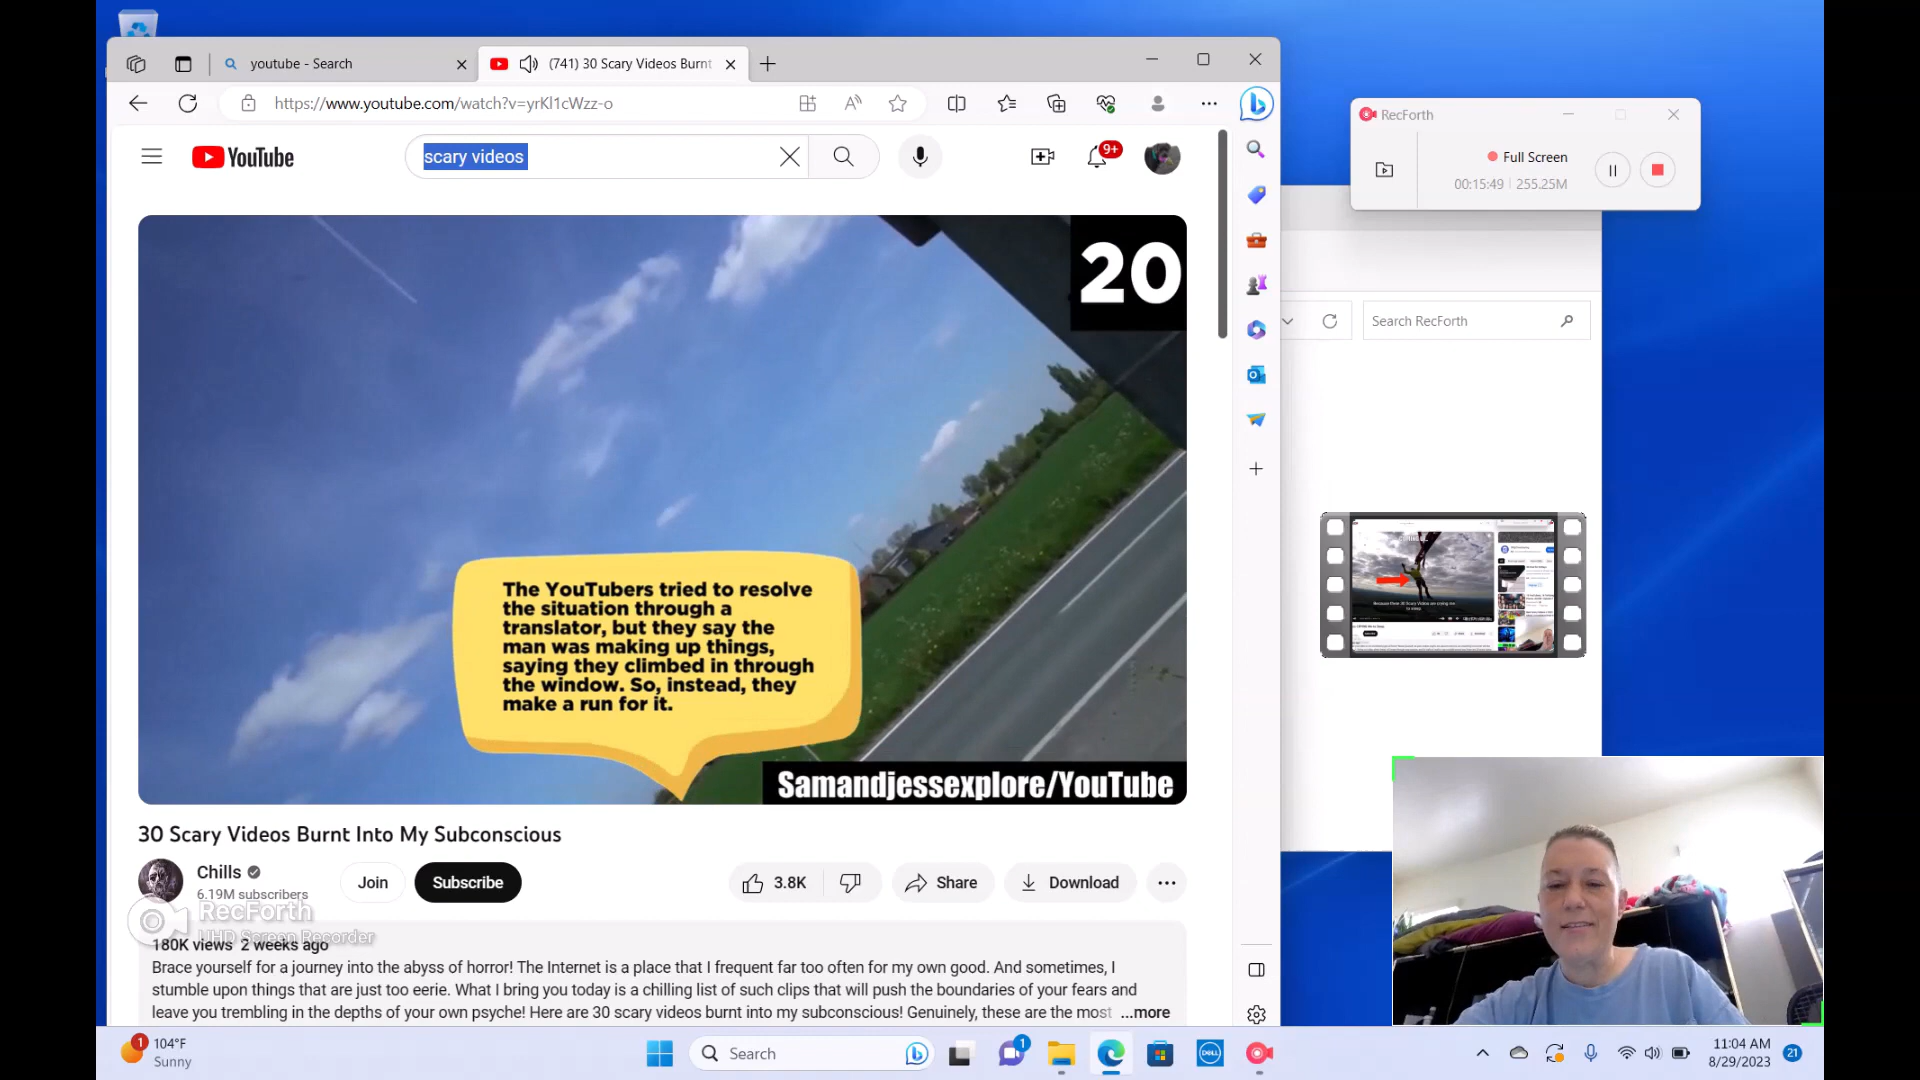 youtube - Search
(741) 30 Scary Videos Burnt
https://www.youtube.com/watch?v=yrKl1cWzz-o
RecForth
Full Screen
00:15:49 | 255.25M
YouTube
scary videos
9+
20
Search RecForth
The YouTubers tried to resolve
the situation through a
translator, but they say the
man was making up things,
saying they climbed in through
the window. So, instead, they
make a run for it.
Samandjessexplore/YouTube
30 Scary Videos Burnt Into My Subconscious
Chills
6.19M subscribers
Join
Subscribe
3.8K
Share
Download
RecForth
UHD Screen Recorder
180K views 2 weeks ago
Brace yourself for a journey into the abyss of horror! The Internet is a place that I frequent far too often for my own good. And sometimes, I
stumble upon things that are just too eerie. What I bring you today is a chilling list of such clips that will push the boundaries of your fears and
leave you trembling in the depths of your own psyche! Here are 30 scary videos burnt into my subconscious! Genuinely, these are the most ...more
1
104°F
Sunny
Search
1
DELL
11:04 AM
8/29/2023
21